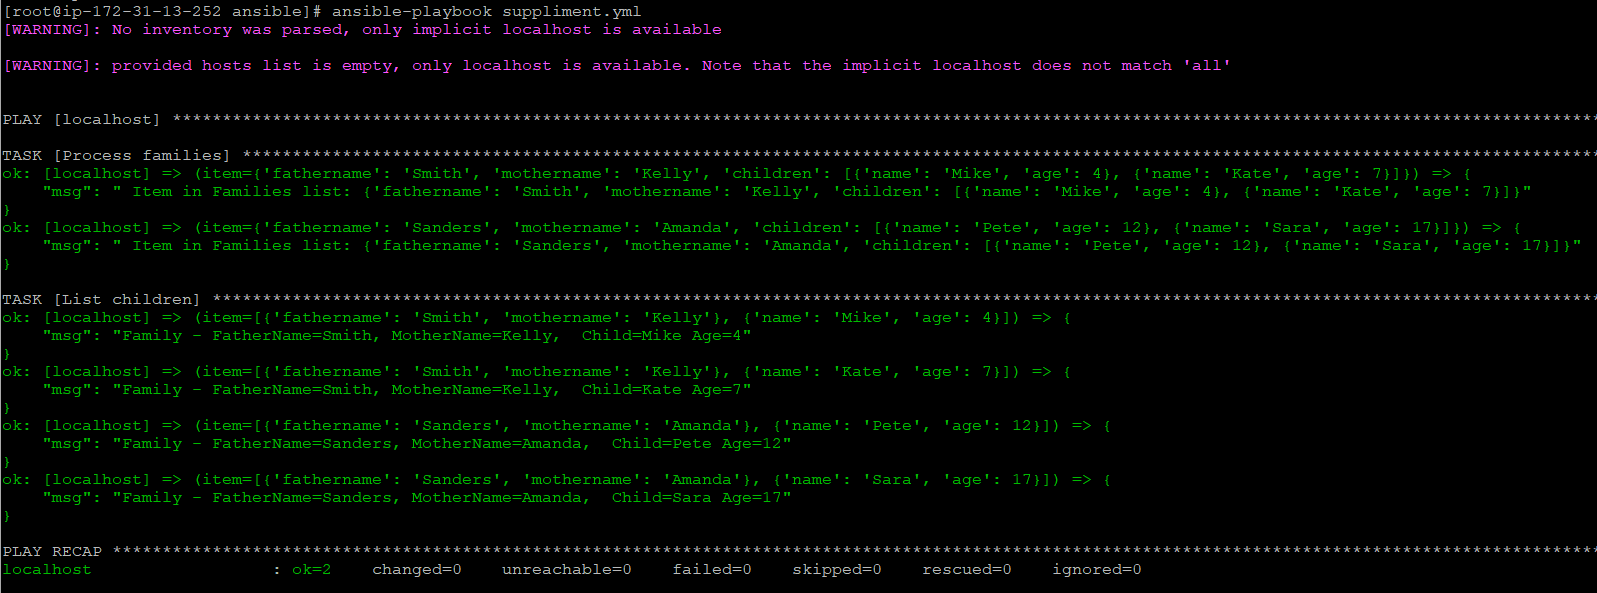 [root@ip-172-31-13-252 ansible]# ansible-playbook suppliment.yml
[WARNING]: No inventory was parsed, only implicit localhost is available
[WARNING]: provided hosts list is empty, only localhost is available. Note that the implicit localhost does not match 'all'
PLAY [localhost] ***********************************************************************************************************************************************
TASK [Process families] ****************************************************************************************************************************************
ok: [localhost] => (item={'fathername': 'Smith', 'mothername': 'Kelly', 'children': [{'name': 'Mike', 'age': 4}, {'name': 'Kate', 'age': 7}]}) => {
    "msg": " Item in Families list: {'fathername': 'Smith', 'mothername': 'Kelly', 'children': [{'name': 'Mike', 'age': 4}, {'name': 'Kate', 'age': 7}]}"
}
ok: [localhost] => (item={'fathername': 'Sanders', 'mothername': 'Amanda', 'children': [{'name': 'Pete', 'age': 12}, {'name': 'Sara', 'age': 17}]}) => {
    "msg": " Item in Families list: {'fathername': 'Sanders', 'mothername': 'Amanda', 'children': [{'name': 'Pete', 'age': 12}, {'name': 'Sara', 'age': 17}]}"
}
TASK [List children] *******************************************************************************************************************************************
ok: [localhost] => (item=[{'fathername': 'Smith', 'mothername': 'Kelly'}, {'name': 'Mike', 'age': 4}]) => {
    "msg": "Family - FatherName=Smith, MotherName=Kelly,  Child=Mike Age=4"
}
ok: [localhost] => (item=[{'fathername': 'Smith', 'mothername': 'Kelly'}, {'name': 'Kate', 'age': 7}]) => {
    "msg": "Family - FatherName=Smith, MotherName=Kelly,  Child=Kate Age=7"
}
ok: [localhost] => (item=[{'fathername': 'Sanders', 'mothername': 'Amanda'}, {'name': 'Pete', 'age': 12}]) => {
    "msg": "Family - FatherName=Sanders, MotherName=Amanda,  Child=Pete Age=12"
}
ok: [localhost] => (item=[{'fathername': 'Sanders', 'mothername': 'Amanda'}, {'name': 'Sara', 'age': 17}]) => {
    "msg": "Family - FatherName=Sanders, MotherName=Amanda,  Child=Sara Age=17"
}
PLAY RECAP *****************************************************************************************************************************************************
localhost                  : ok=2    changed=0    unreachable=0    failed=0    skipped=0    rescued=0    ignored=0